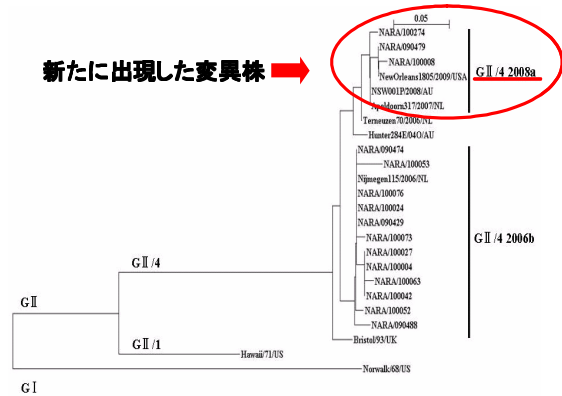 0.05
NARA/100274
NARA/090479
NARA/100008
NewOrleans1805/2009/USA
GⅡ/4 2008a
新たに出現した変異株
NSW001P/2008/AU
Apeldoorn317/2007/NL
Terneuzen70/2006/NL
Hunter284E/04O/AU
NARA/090474
NARA/100053
Nijmegen115/2006/NL
NARA/100076
NARA/100024
NARA/090429
NARA/100073
GⅡ/4 2006b
NARA/100027
GⅡ/4
NARA/100004
NARA/100063
NARA/100042
GⅡ
NARA/100052
NARA/090488
Bristol/93/UK
GⅡ/1
Hawaii/71/US
Norwalk/68/US
GⅠ